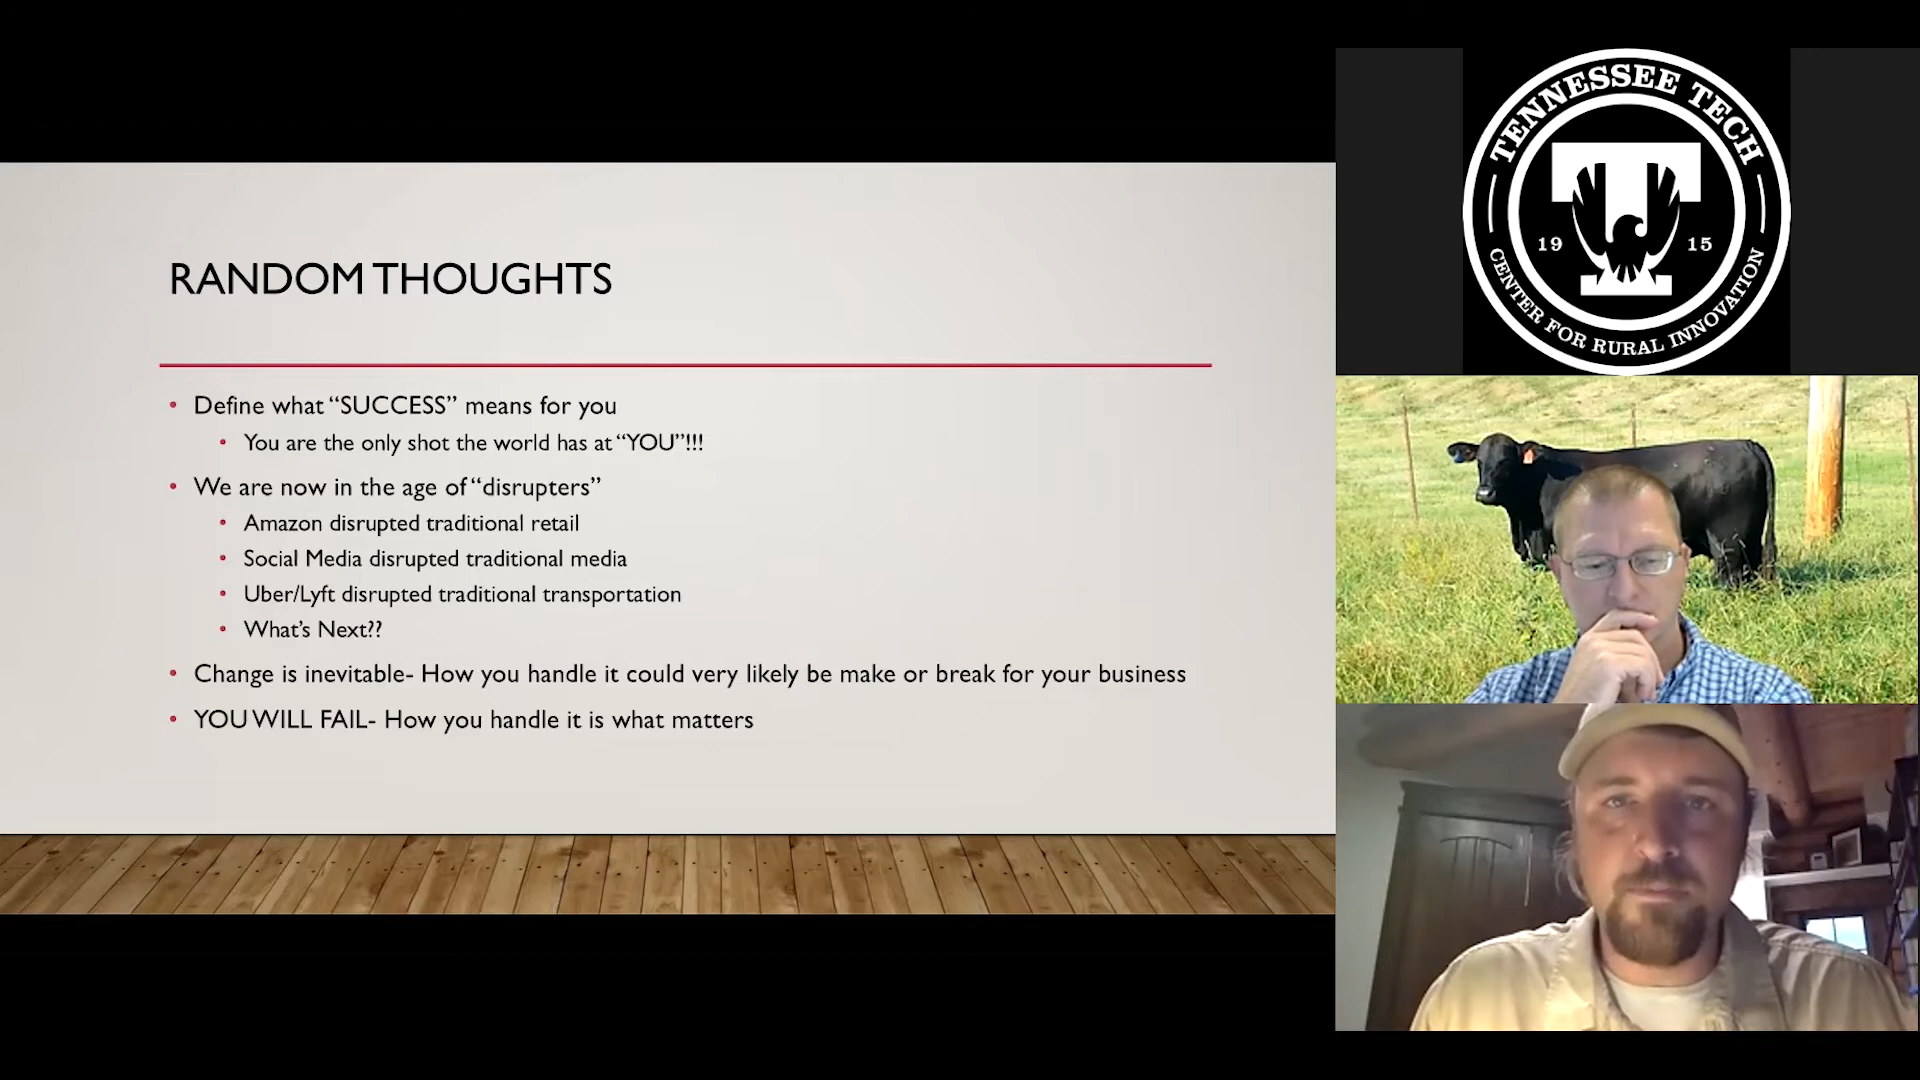 RANDOM THOUGHTS
• Define what “SUCCESS” means for you
• You are the only shot the world has at “YOU”!!!
• We are now in the age of “disrupters”
• Amazon disrupted traditional retail
• Social Media disrupted traditional media
• Uber/Lyft disrupted traditional transportation
• What’s Next??
• Change is inevitable- How you handle it could very likely be make or break for your business
• YOU WILL FAIL- How you handle it is what matters
TENNESSEE TECH
T
19 15
CENTER FOR RURAL INNOVATION